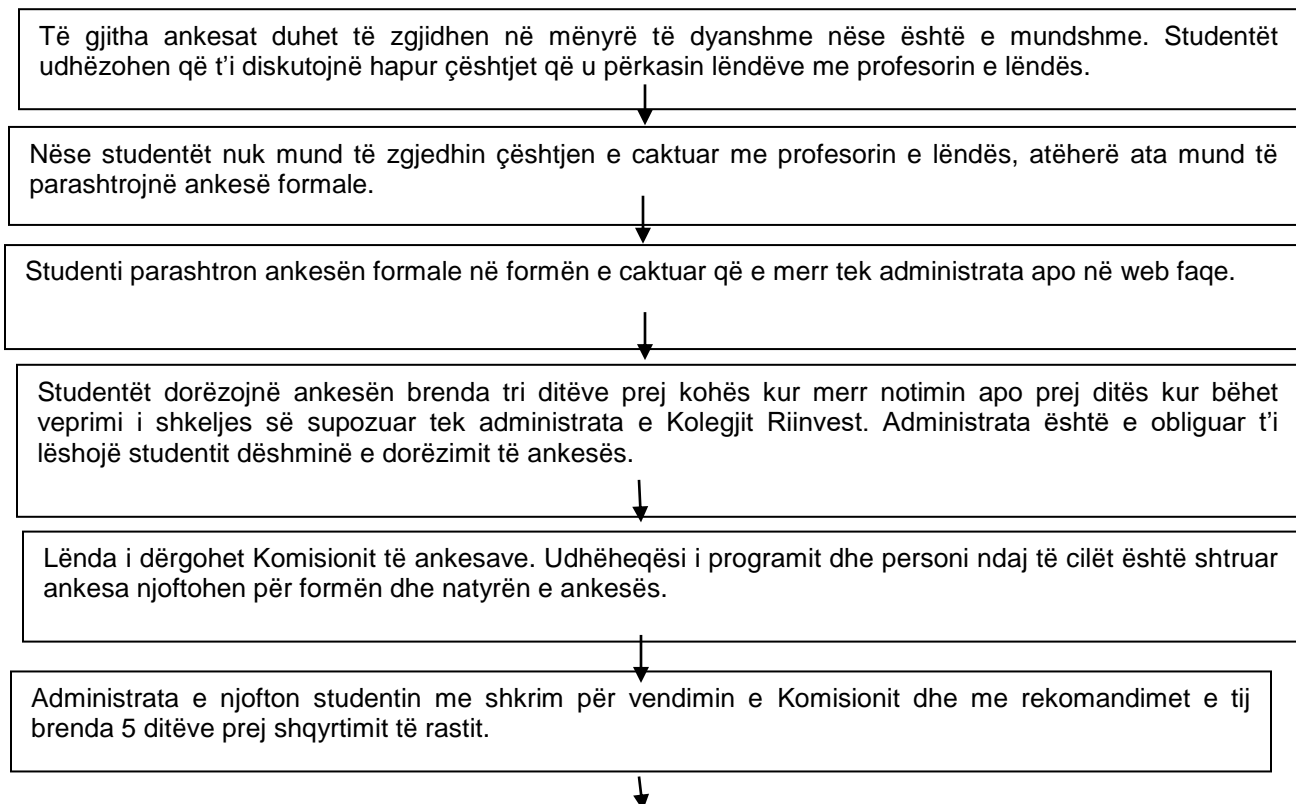 Të gjitha ankesat duhet të zgjidhen në mënyrë të dyanshme nëse është e mundshme. Studentët
udhëzohen që t'i diskutojnë hapur çështjet që u përkasin lëndëve me profesorin e lëndës.
Nëse studentët nuk mund të zgjedhin çështjen e caktuar me profesorin e lëndës, atëherë ata mund të
parashtrojnë ankesë formale.
Studenti parashtron ankesën formale në formën e caktuar që e merr tek administrata apo në web faqe.
Studentët dorëzojnë ankesën brenda tri ditëve prej kohës kur merr notimin apo prej ditës kur bëhet
veprimi i shkeljes së supozuar tek administrata e Kolegjit Riinvest. Administrata është e obliguar t'i
lëshojë studentit dëshminë e dorëzimit të ankesës.
Lënda i dërgohet Komisionit të ankesave. Udhëheqësi i programit dhe personi ndaj të cilët është shtruar
ankesa njoftohen për formën dhe natyrën e ankesës.
Administrata e njofton studentin me shkrim për vendimin e Komisionit dhe me rekomandimet e tij
brenda 5 ditëve prej shqyrtimit të rastit.